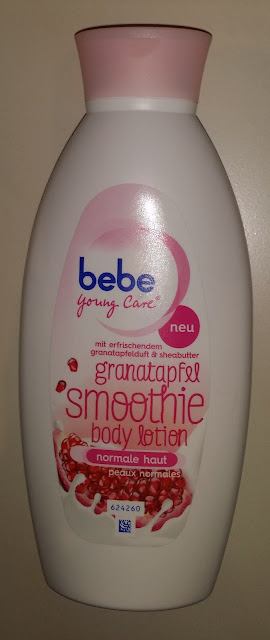 bebe
Young Care®
neu
mit erfrischendem
granatapfelduft & sheabutter
granatapfel
smoothie
body lotion
normale haut
peaux normales
624260